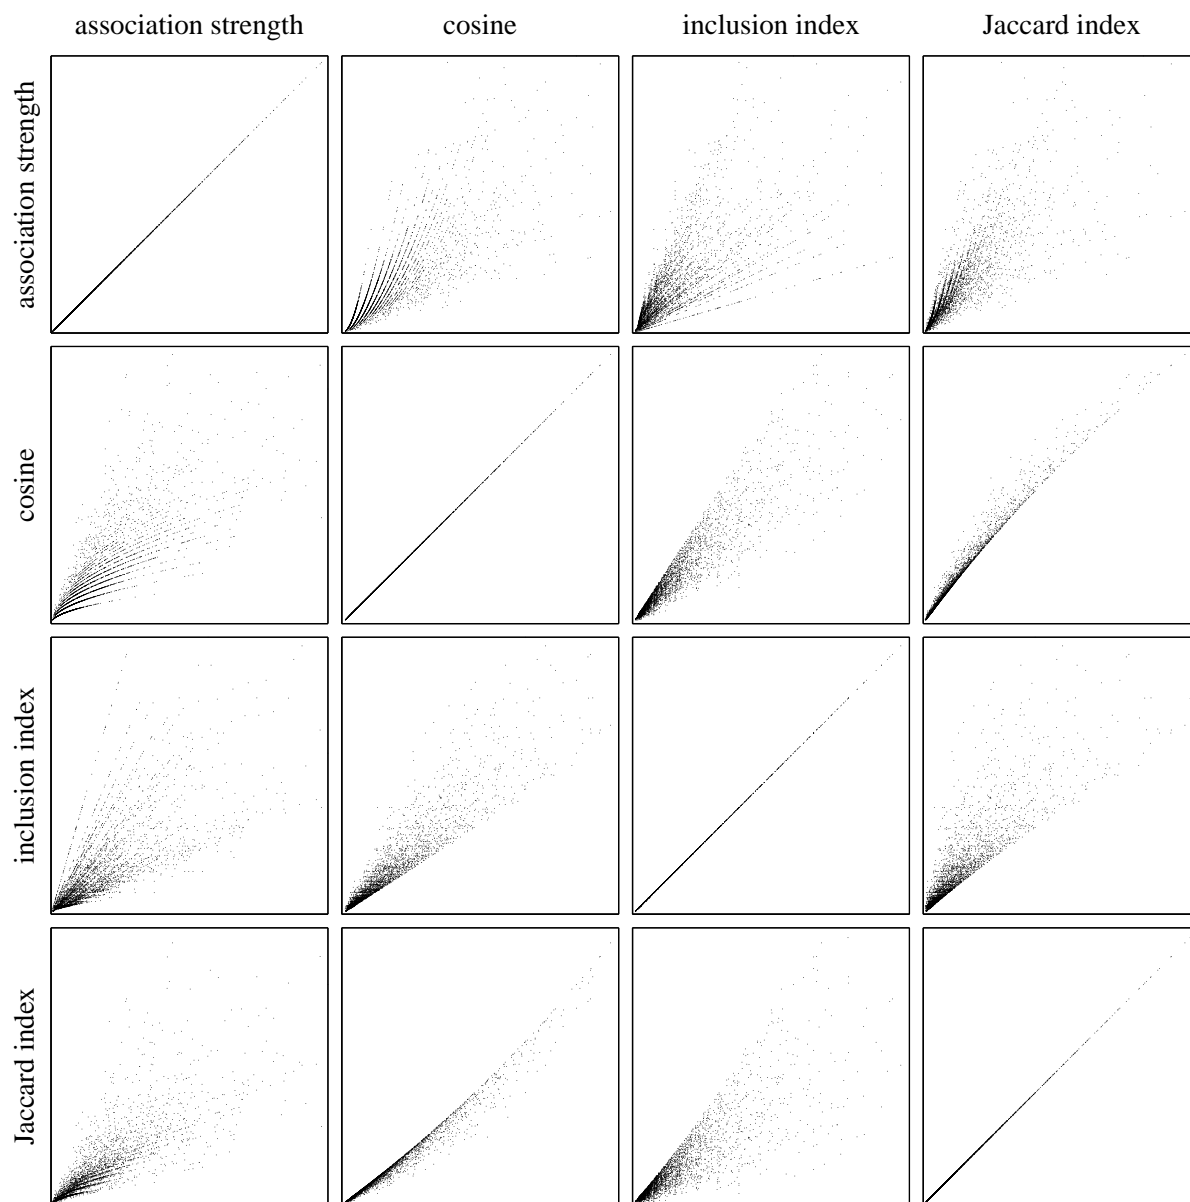 association strength
cosine
inclusion index
Jaccard index
association strength
cosine
inclusion index
Jaccard index